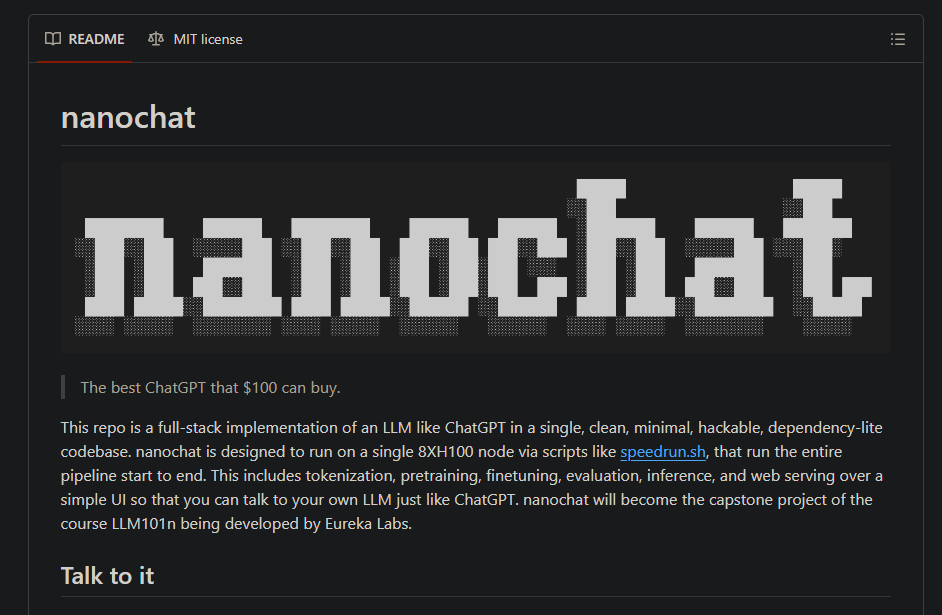 README MIT license
nanochat
nanochat
The best ChatGPT that $100 can buy.
This repo is a full-stack implementation of an LLM like ChatGPT in a single, clean, minimal, hackable, dependency-lite
codebase. nanochat is designed to run on a single 8XH100 node via scripts like speedrun.sh, that run the entire
pipeline start to end. This includes tokenization, pretraining, finetuning, evaluation, inference, and web serving over a
simple UI so that you can talk to your own LLM just like ChatGPT. nanochat will become the capstone project of the
course LLM101n being developed by Eureka Labs.
Talk to it